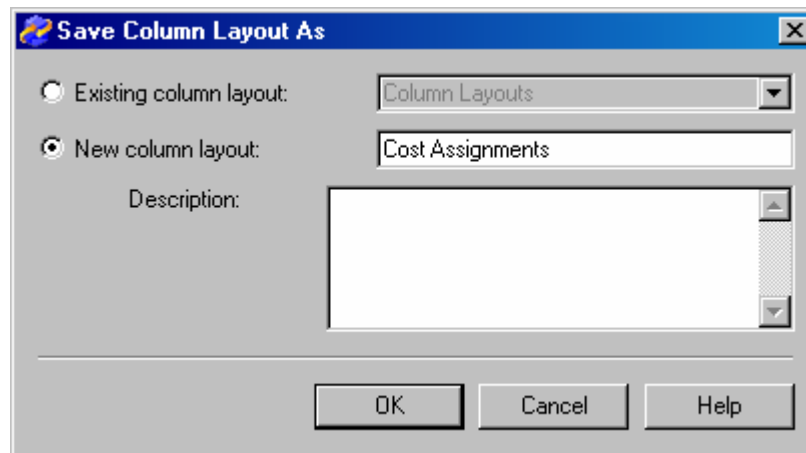 Save Column Layout As
Existing column layout: Column Layouts
New column layout: Cost Assignments
Description:
OK Cancel Help